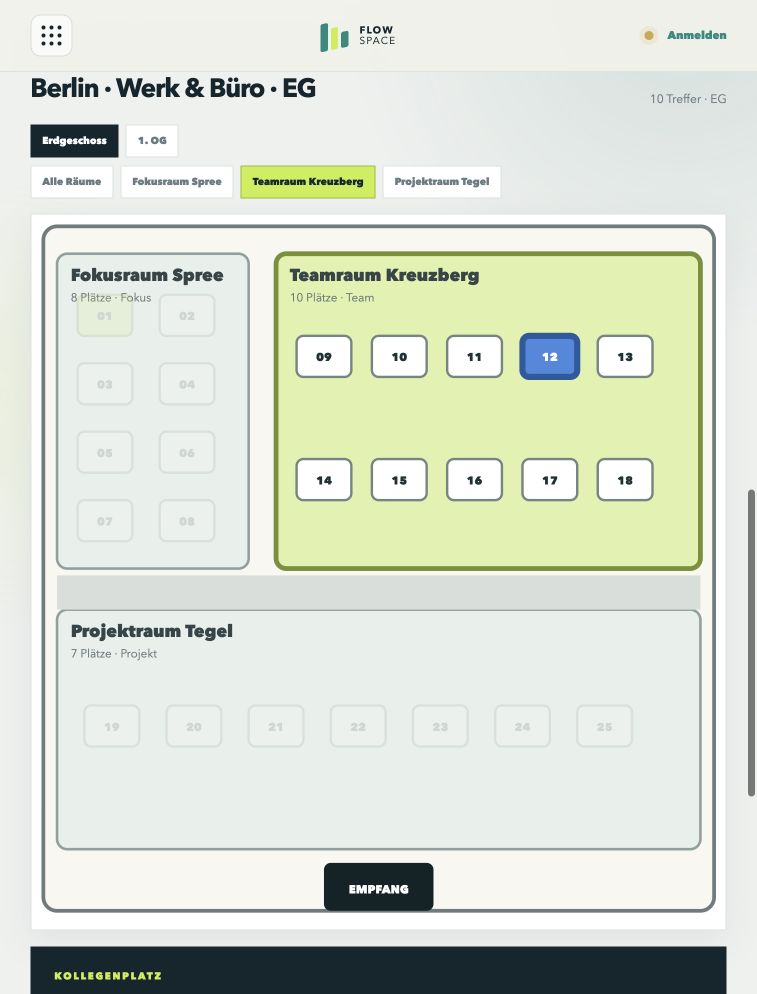 FLOW
SPACE
Anmelden
Berlin · Werk & Büro · EG
10 Treffer · EG
Erdgeschoss
1. OG
Alle Räume
Fokusraum Spree
Teamraum Kreuzberg
Projektraum Tegel
Fokusraum Spree
8 Plätze · Fokus
01 02
03 04
05 06
07 08
Teamraum Kreuzberg
10 Plätze · Team
09 10 11 12 13
14 15 16 17 18
Projektraum Tegel
7 Plätze · Projekt
19 20 21 22 23 24 25
EMPFANG
KOLLEGENPLATZ